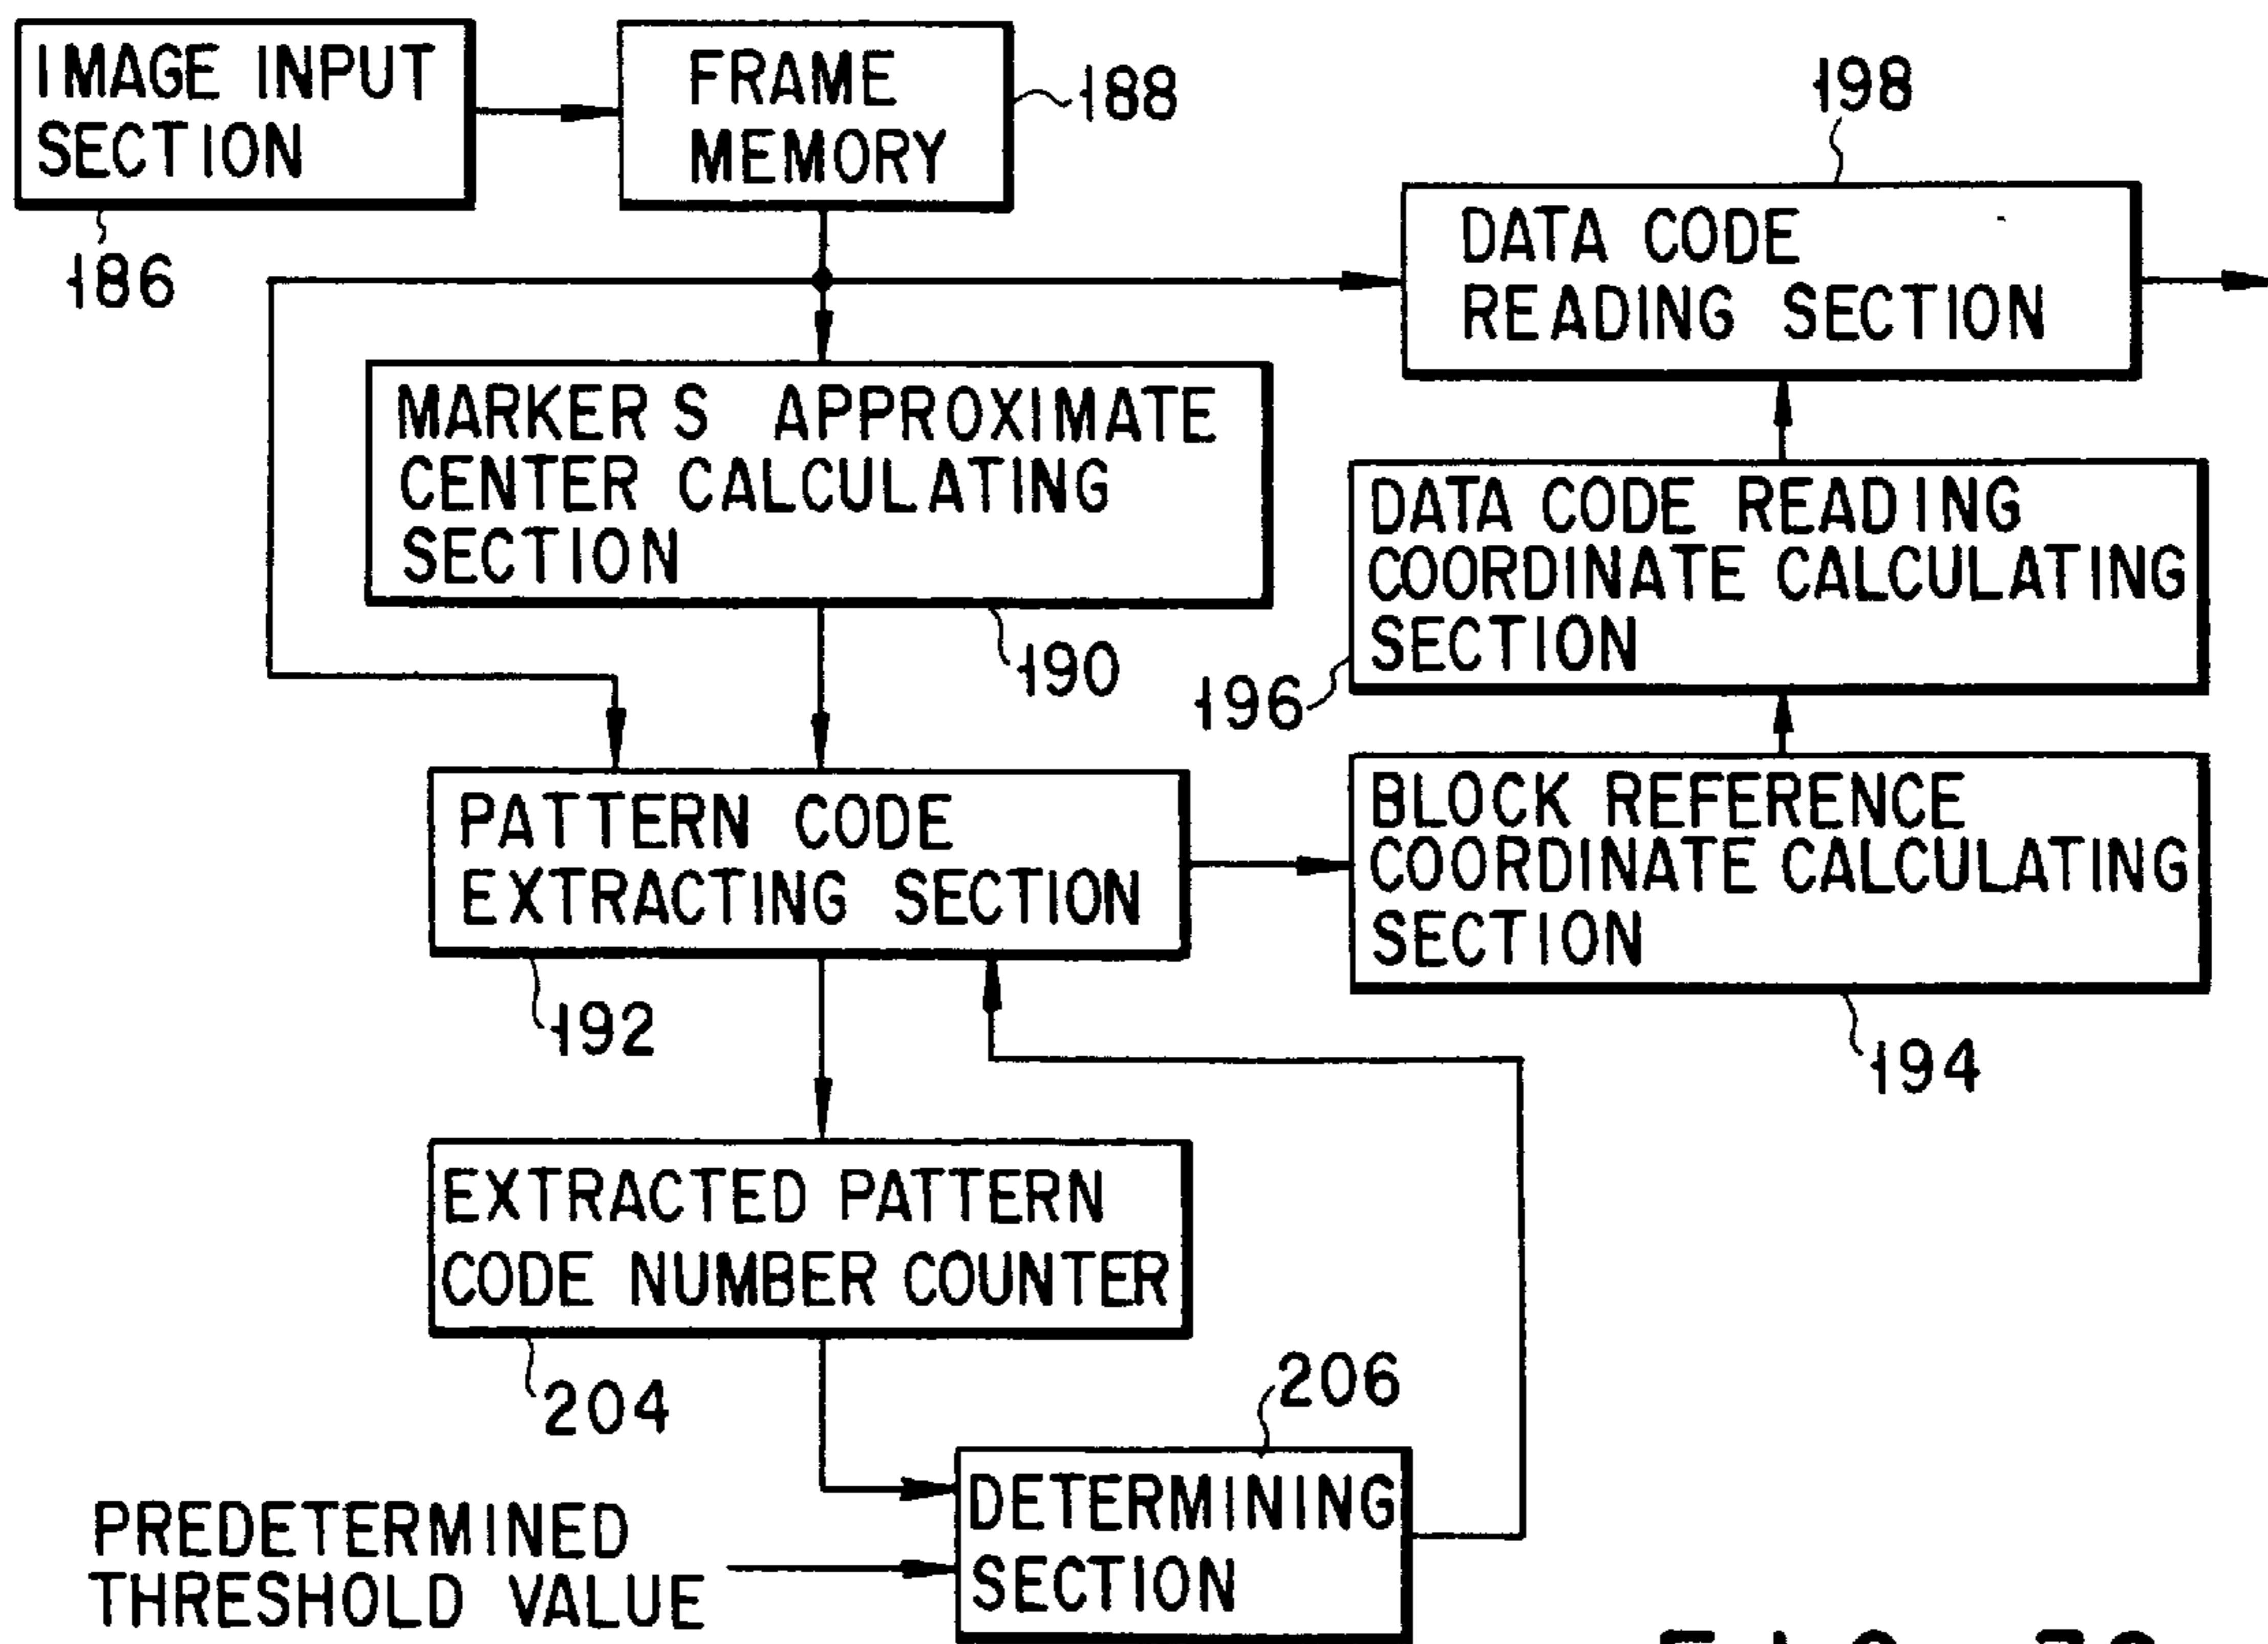 IMAGE INPUT
SECTION
186
FRAME
MEMORY
188
198
DATA CODE
READING SECTION
MARKER S APPROXIMATE
CENTER CALCULATING
SECTION
190
DATA CODE READING
COORDINATE CALCULATING
SECTION
196
PATTERN CODE
EXTRACTING SECTION
192
BLOCK REFERENCE
COORDINATE CALCULATING
SECTION
194
EXTRACTED PATTERN
CODE NUMBER COUNTER
204
206
DETERMINING
SECTION
PREDETERMINED
THRESHOLD VALUE